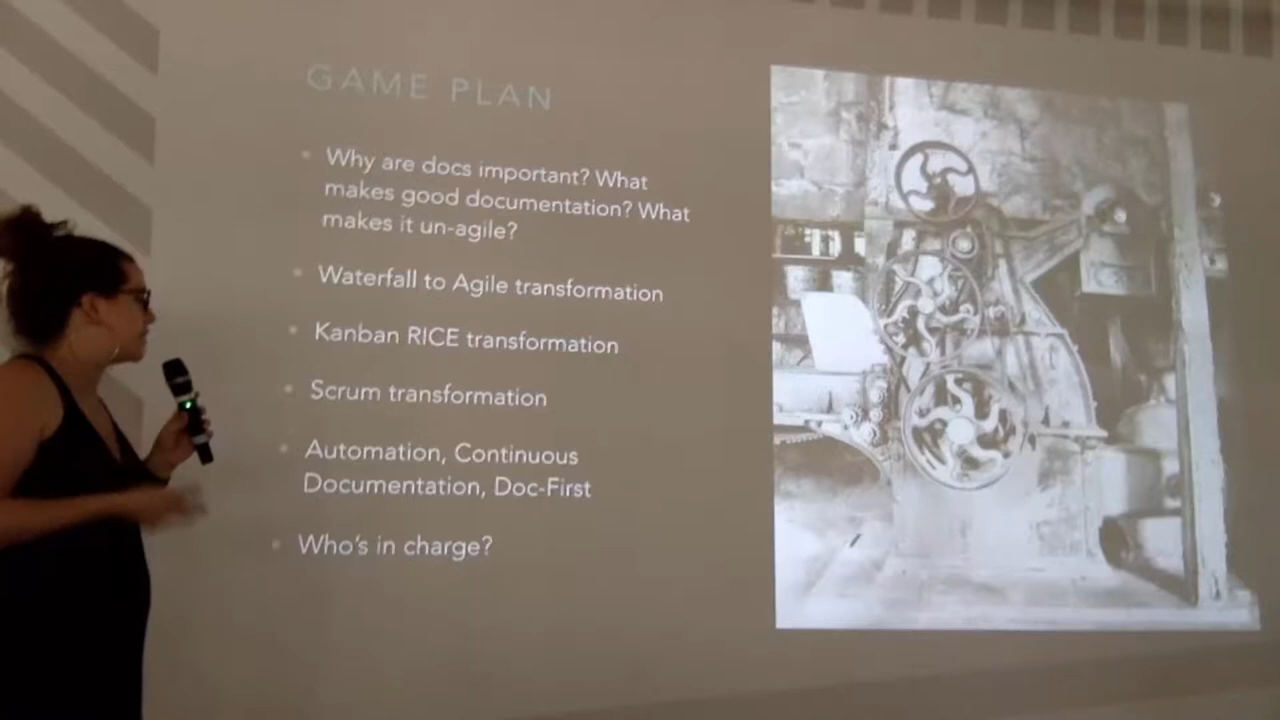 GAME PLAN
Why are docs important? What
makes good documentation? What
makes it un-agile?
Waterfall to Agile transformation
Kanban RICE transformation
Scrum transformation
Automation, Continuous
Documentation, Doc-First
Who's in charge?